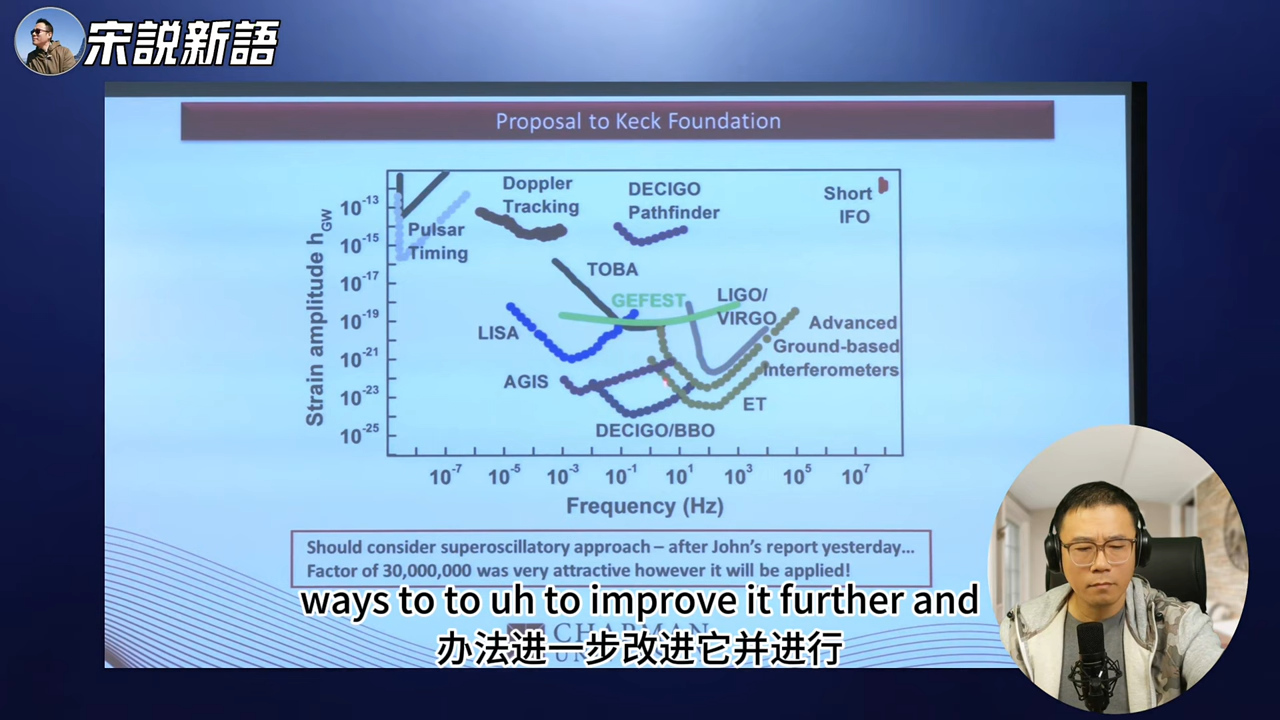 宋説新語
Proposal to Keck Foundation
Strain amplitude h_GW
10^-13
10^-15
10^-17
10^-19
10^-21
10^-23
10^-25
Pulsar
Timing
Doppler
Tracking
DECIGO
Pathfinder
Short
IFO
TOBA
GEFEST
LIGO/
VIRGO
LISA
Advanced
Ground-based
Interferometers
AGIS
ET
DECIGO/BBO
10^-7
10^-5
10^-3
10^-1
10^1
10^3
10^5
10^7
Frequency (Hz)
Should consider superoscillatory approach – after John's report yesterday...
Factor of 30,000,000 was very attractive however it will be applied!
ways to to uh to improve it further and
办法进一步改进它并进行